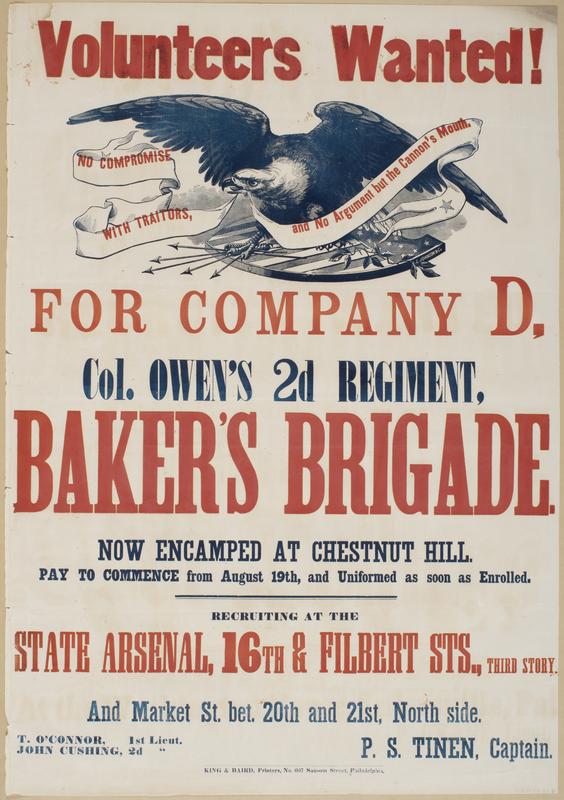 Volunteers Wanted!
NO COMPROMISE
WITH TRAITORS,
and No Argument but the Cannon's Mouth.
FOR COMPANY D,
Col. OWEN'S 2d REGIMENT,
BAKER'S BRIGADE.
NOW ENCAMPED AT CHESTNUT HILL.
PAY TO COMMENCE from August 19th, and Uniformed as soon as Enrolled.
RECRUITING AT THE
STATE ARSENAL, 16TH & FILBERT STS., THIRD STORY.
And Market St. bet. 20th and 21st, North side.
T. O'CONNOR, 1st Lieut.
JOHN CUSHING, 2d "
P. S. TINEN, Captain.
KING & BAIRD, Printers, No. 607 Sansom Street, Philadelphia.